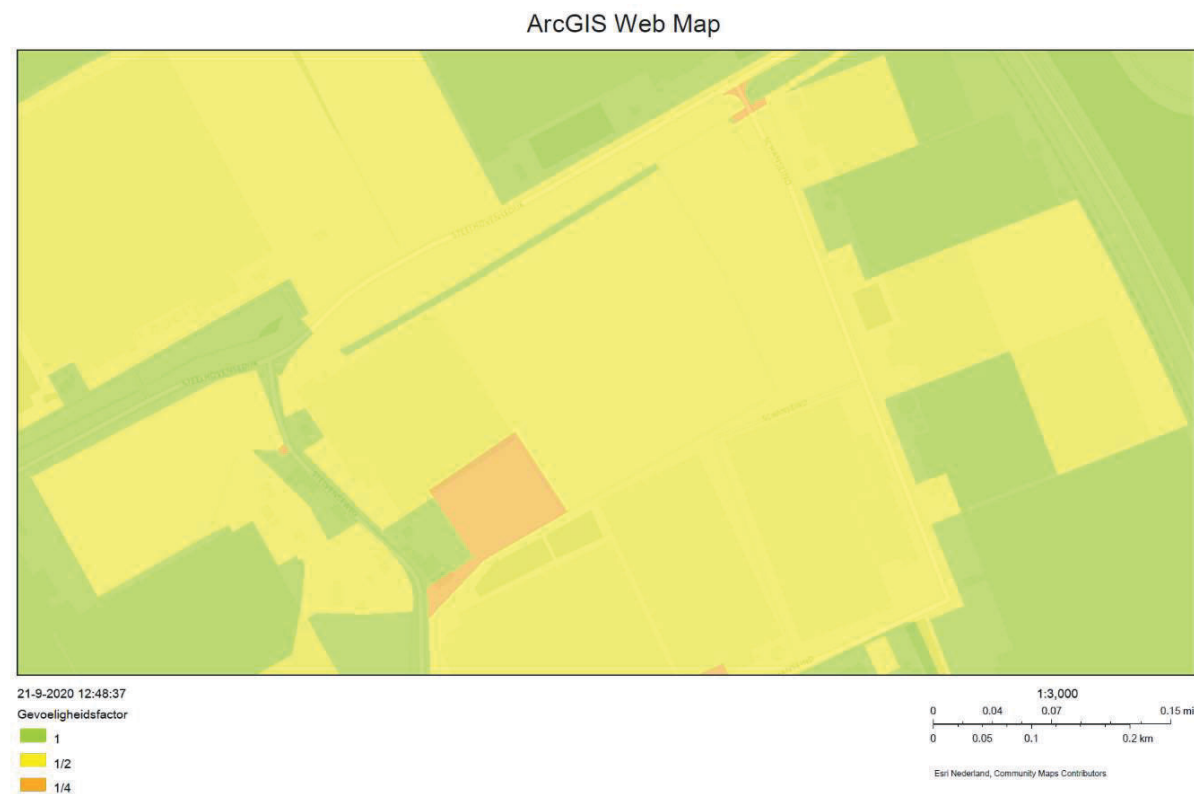 ArcGIS Web Map
21-9-2020 12:48:37
Gevoeligheidsfactor
1
1/2
1/4
1:3,000
0 0.04 0.07 0.15 mi
0 0.05 0.1 0.2 km
Esri Nederland, Community Maps Contributors